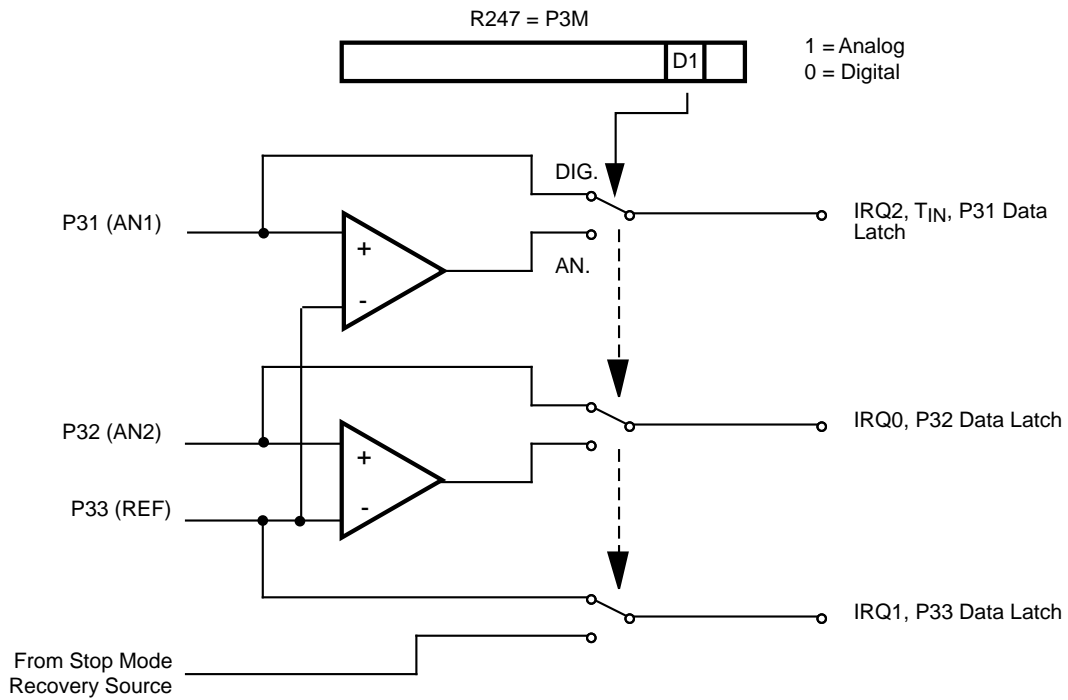 R247 = P3M
D1
1 = Analog
0 = Digital
DIG.
P31 (AN1)
+
-
AN.
IRQ2, TIN, P31 Data
Latch
P32 (AN2)
+
-
IRQ0, P32 Data Latch
P33 (REF)
IRQ1, P33 Data Latch
From Stop Mode
Recovery Source